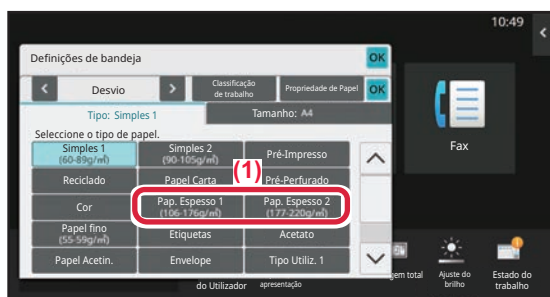 10:49
Definições de bandeja
OK
Desvio
Classificação
de trabalho
Propriedade de Papel
OK
Tipo: Simples 1
Tamanho: A4
Seleccione o tipo de papel.
Simples 1
(60-89g/㎡)
Simples 2
(90-105g/㎡)
Pré-Impresso
Reciclado
Papel Carta
(1)
Pré-Perfurado
Cor
Pap. Espesso 1
(106-176g/㎡)
Pap. Espesso 2
(177-220g/㎡)
Papel fino
(55-59g/㎡)
Etiquetas
Acetato
Papel Acetin.
Envelope
Tipo Utiliz. 1
Fax
do Utilizador
apresentação
gem total
Ajuste do
brilho
Estado do
trabalho